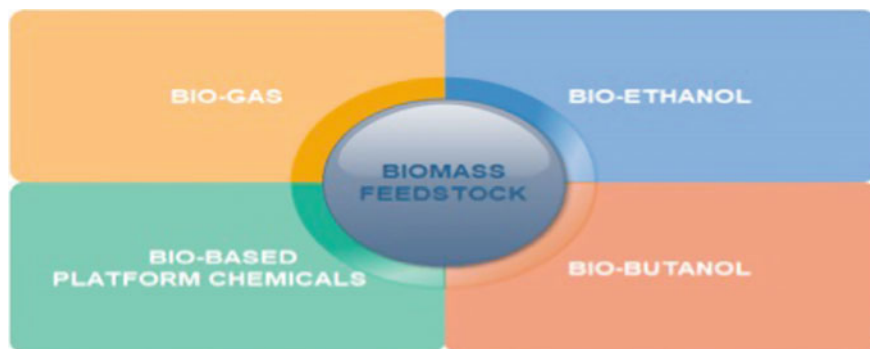 BIO-GAS
BIO-ETHANOL
BIOMASS
FEEDSTOCK
BIO-BASED
PLATFORM CHEMICALS
BIO-BUTANOL